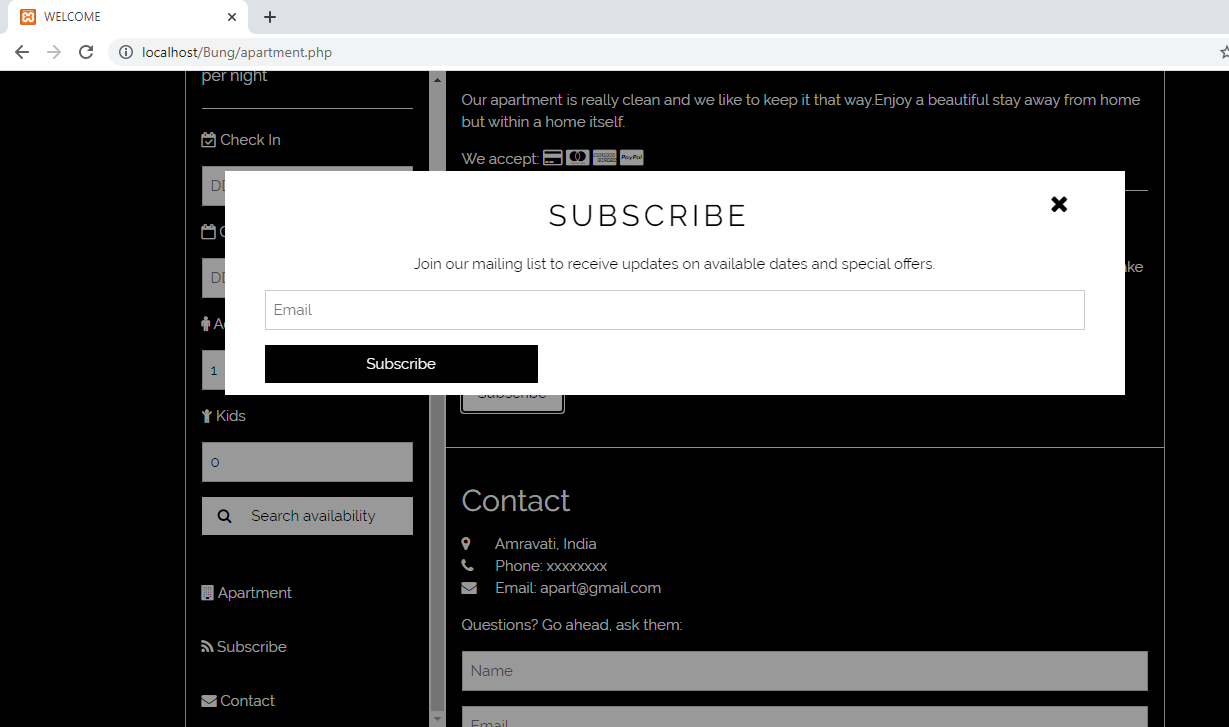 WELCOME
localhost/Bung/apartment.php
per night
Check In
Kids
0
Search availability
Apartment
Subscribe
Contact
Our apartment is really clean and we like to keep it that way.Enjoy a beautiful stay away from home
but within a home itself.
We accept: PayPal
SUBSCRIBE
Join our mailing list to receive updates on available dates and special offers.
Email
Subscribe
1
Subscribe
Contact
Amravati, India
Phone: xxxxxxxx
Email: apart@gmail.com
Questions? Go ahead, ask them:
Name
Email